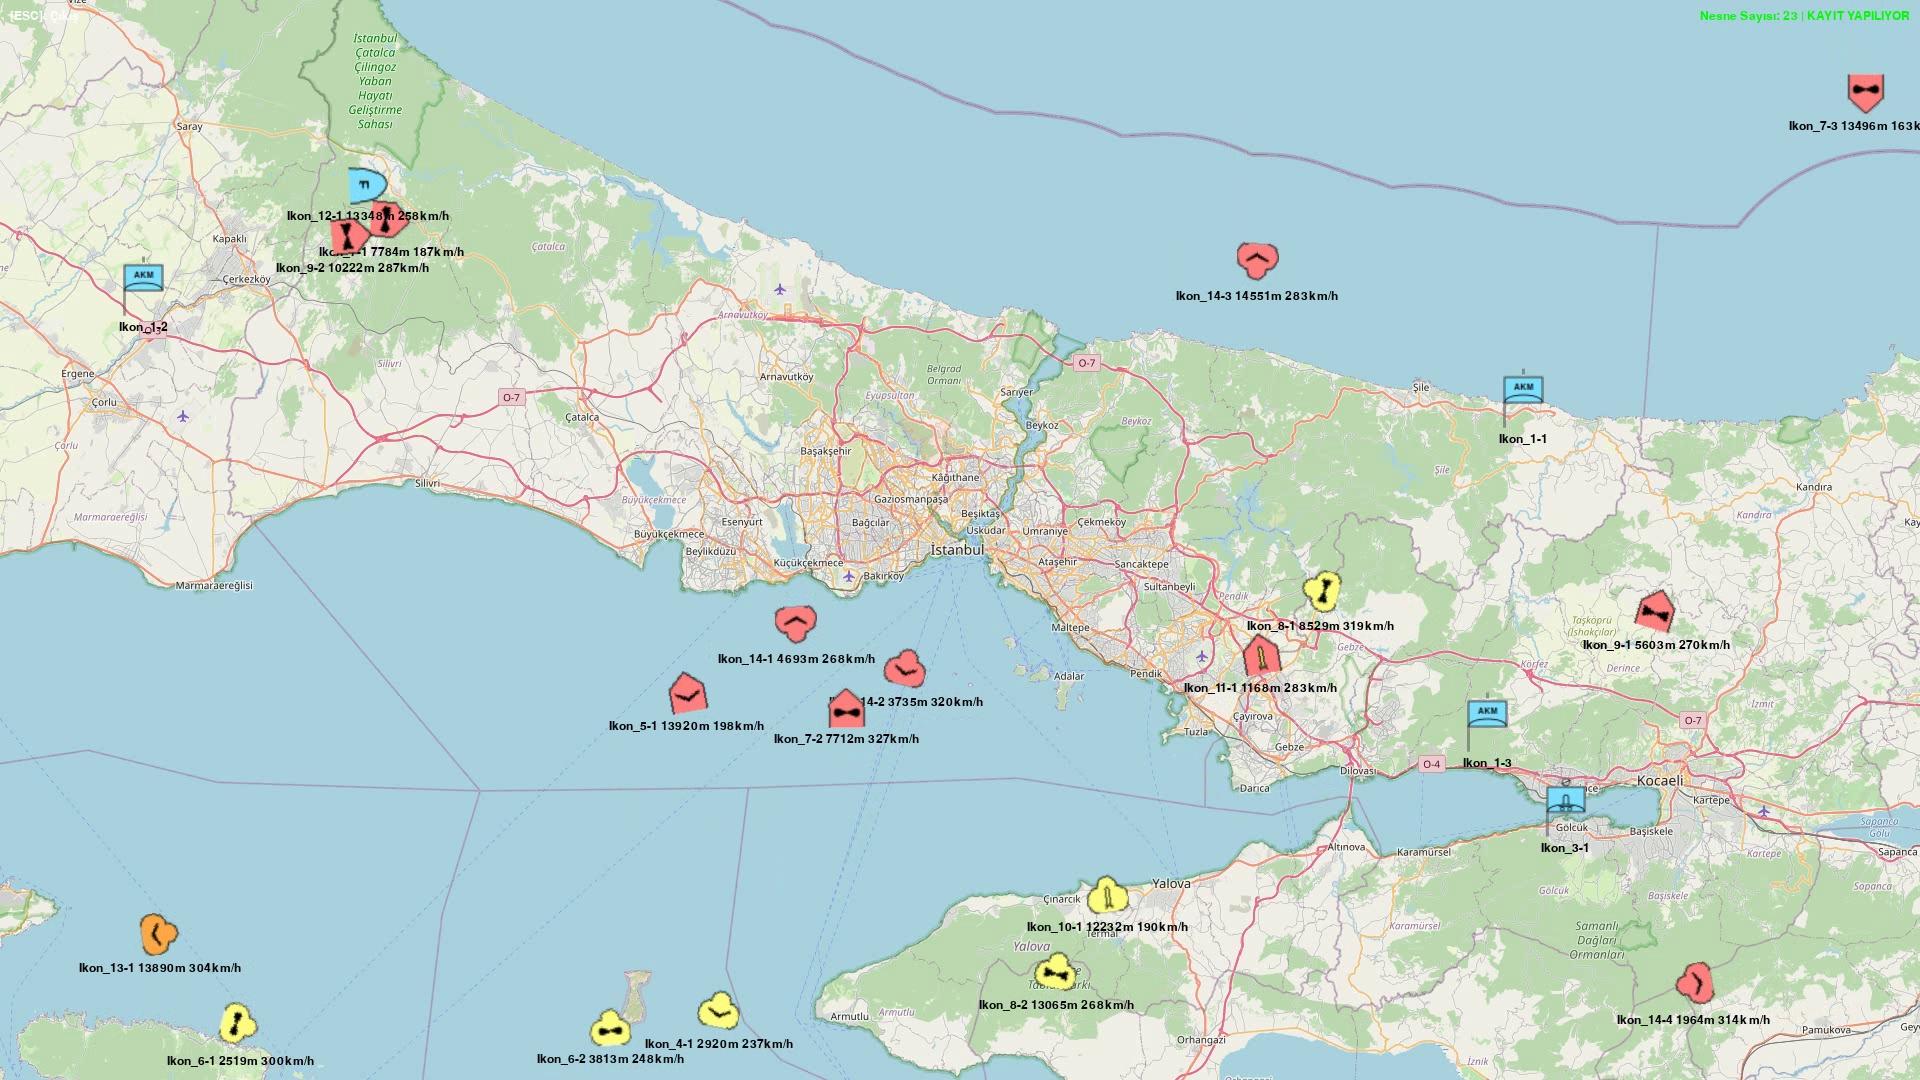 [ESC]: Çıkış
Nesne Sayısı: 23 | KAYIT YAPILIYOR
Vize
İstanbul
Çatalca
Çilingoz
Yaban
Hayatı
Geliştirme
Sahası
Saray
Ikon_7-3 13496m 163k
Ikon_12-1 13348m 258km/h
Kapaklı
7784m 187km/h
Ikon_9-2 10222m 287km/h
Çatalca
AKM
Çerkezköy
Ikon_14-3 14551m 283km/h
Ikon_1-2
Arnavutköy
Silivri
O-7
Ergene
Arnavutköy
Belgrad
Ormanı
Sarıyer
Şile
AKM
O-7
Çorlu
Çatalca
Eyüpsultan
Beykoz
Beykoz
Ikon_1-1
Çorlu
Başakşehir
Şile
Kâğıthane
Silivri
Kandıra
Büyükçekmece
Gaziosmanpaşa
Marmaraereğlisi
Beşiktaş
Kandıra
Esenyurt
Bağcılar
Üsküdar
Ümraniye
Çekmeköy
Kay
Büyükçekmece
Beylikdüzü
İstanbul
Küçükçekmece
Ataşehir
Sancaktepe
Bakırköy
Marmaraereğlisi
Sultanbeyli
Pendik
Ikon_8-1 8529m 319km/h
Maltepe
Taşköprü
(İshakçılar)
Ikon_9-1 5603m 270km/h
Gebze
Ikon_14-1 4693m 268km/h
Körfez
Derince
Adalar
Pendik
Ikon_11-1 1168m 283km/h
14-2 3735m 320km/h
İzmit
Ikon_5-1 13920m 198km/h
Çayırova
AKM
O-7
Ikon_7-2 7712m 327km/h
Tuzla
Gebze
Ikon_1-3
Dilovası
O-4
Kocaeli
Darıca
Kartepe
Gölcük
Başiskele
Sapanca
Gölü
Altınova
Karamürsel
Ikon_3-1
Kartepe
Sapanca
Yalova
Sapanca
Çınarcık
Gölcük
Başiskele
Ikon_10-1 12232m 190km/h
Termal
Karamürsel
Samanlı
Dağları
Ormanları
Yalova
Ikon_13-1 13890m 304km/h
Ikon_8-2 13065m 268km/h
Armutlu
Armutlu
Ikon_14-4 1964m 314km/h
Pamukova
Geyv
Orhangazi
Ikon_4-1 2920m 237km/h
Ikon_6-2 3813m 248km/h
Ikon_6-1 2519m 300km/h
İznik
Orhangazi